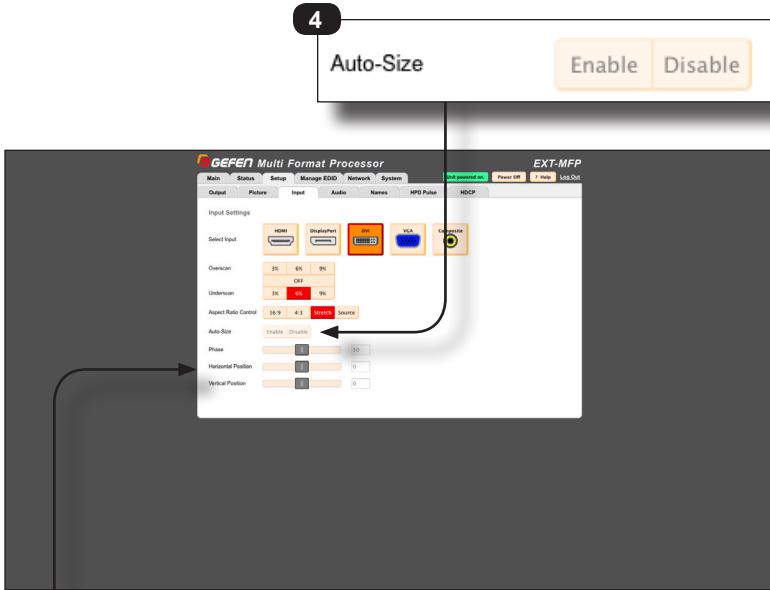 4
Auto-Size Enable Disable
GEFEN Multi Format Processor EXT-MFP
Main Status Setup Manage EDID Network System Unit powered on. Power Off ? Help Log Out
Output Picture Input Audio Names HPD Pulse HDCP
Input Settings
HDMI DisplayPort DVI VGA Composite
Select Input
Overscan 3% 6% 9%
OFF
Underscan 3% 6% 9%
Aspect Ratio Control 16:9 4:3 Stretch Source
Auto-Size Enable Disable
Phase 50
Horizontal Position 0
Vertical Position 0